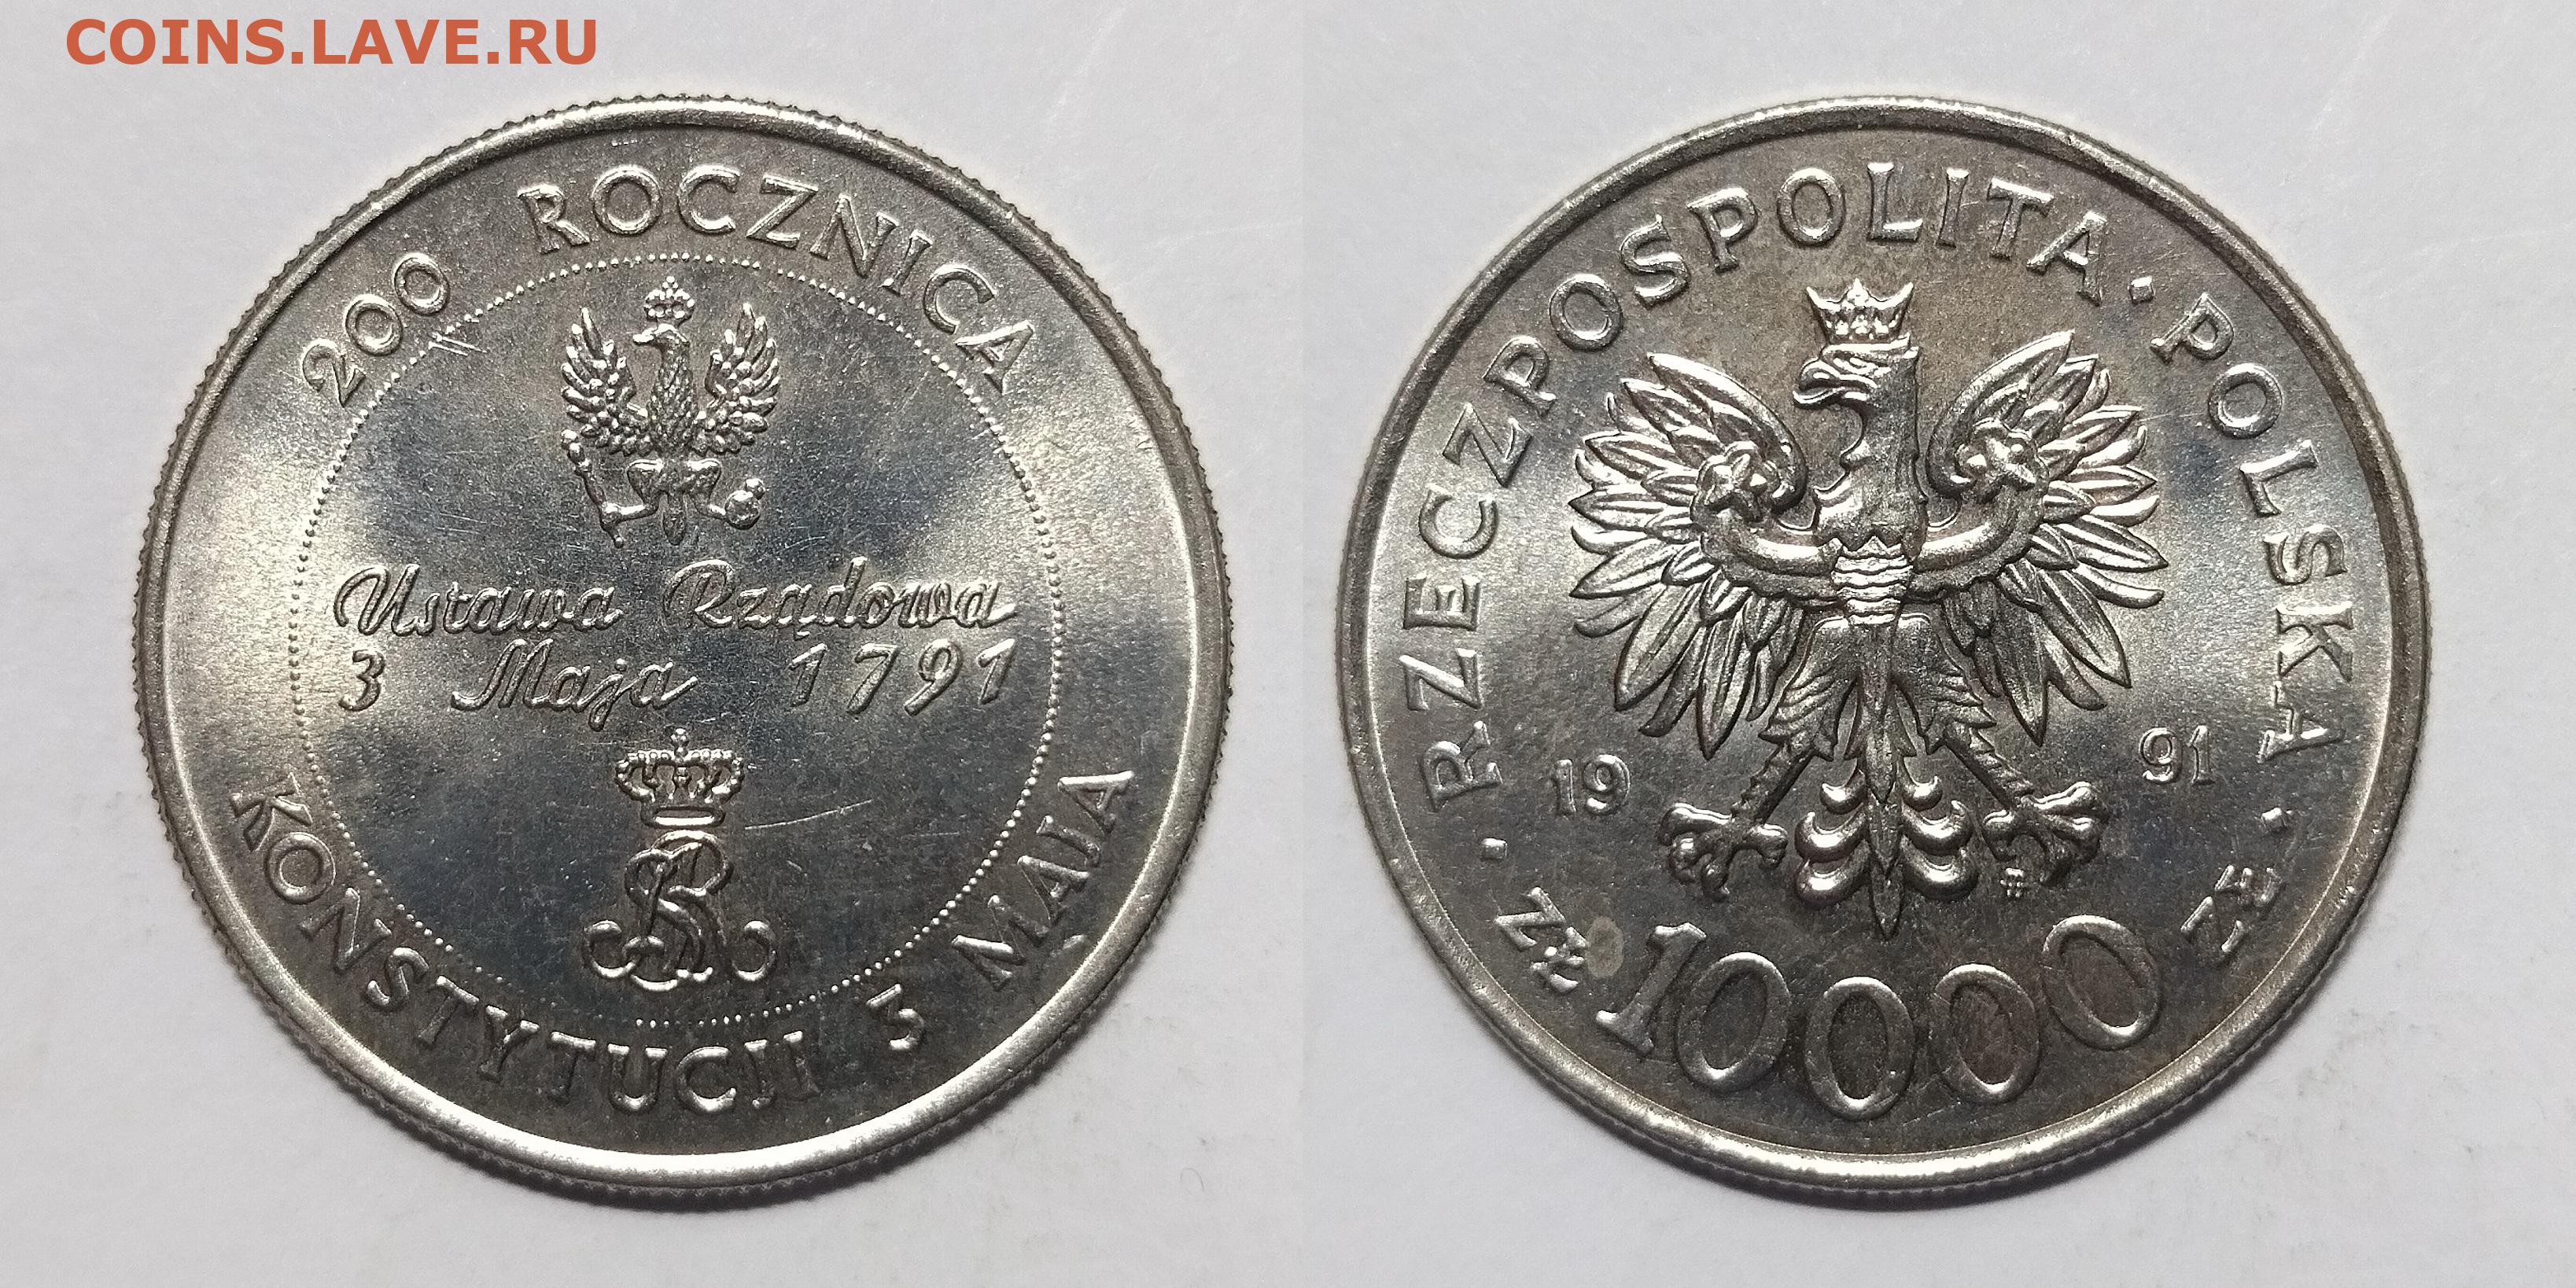 COINS.LAVE.RU
200 ROCZNICA
Ustawa Rządowa
3 Maja 1791
SAR
KONSTYTUCJI 3 MAJA
· RZECZPOSPOLITA · POLSKA ·
19 91
ZŁ 10000 ZŁ